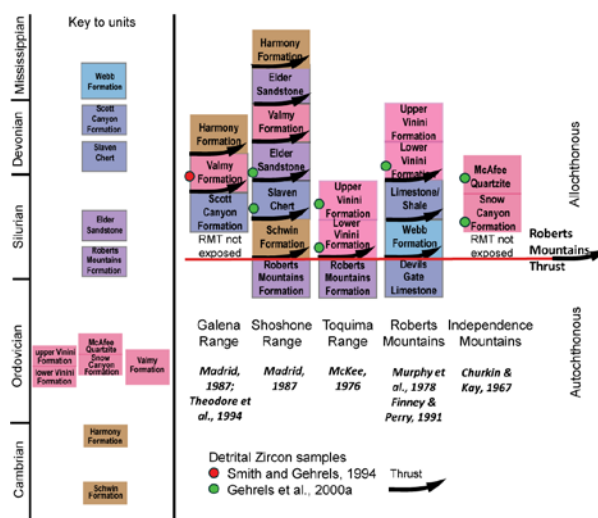 Key to units
Mississippian
Devonian
Silurian
Ordovician
Cambrian
Webb
Formation
Scott
Canyon
Formation
Slaven
Chert
Elder
Sandstone
Roberts
Mountains
Formation
upper Vinini
Formation
lower Vinini
Formation
McAfee
Quartzite
Snow
Canyon
Formation
Valmy
Formation
Harmony
Formation
Schwin
Formation
Harmony
Formation
Valmy
Formation
Scott
Canyon
Formation
RMT not
exposed
Harmony
Formation
Elder
Sandstone
Valmy
Formation
Elder
Sandstone
Slaven
Chert
Schwin
Formation
Roberts
Mountains
Formation
Upper
Vinini
Formation
Lower
Vinini
Formation
Roberts
Mountains
Formation
Upper
Vinini
Formation
Lower
Vinini
Formation
Limestone/
Shale
Webb
Formation
Devils
Gate
Limestone
McAfee
Quartzite
Snow
Canyon
Formation
RMT not
exposed
Allochthonous
Roberts
Mountains
Thrust
Autochthonous
Galena
Range
Shoshone
Range
Toquima
Range
Roberts
Mountains
Independence
Mountains
Madrid,
1987;
Theodore et
al., 1994
Madrid,
1987
McKee,
1976
Murphy et
al., 1978
Finney &
Perry, 1991
Churkin &
Kay, 1967
Detrital Zircon samples
Smith and Gehrels, 1994
Gehrels et al., 2000a
Thrust